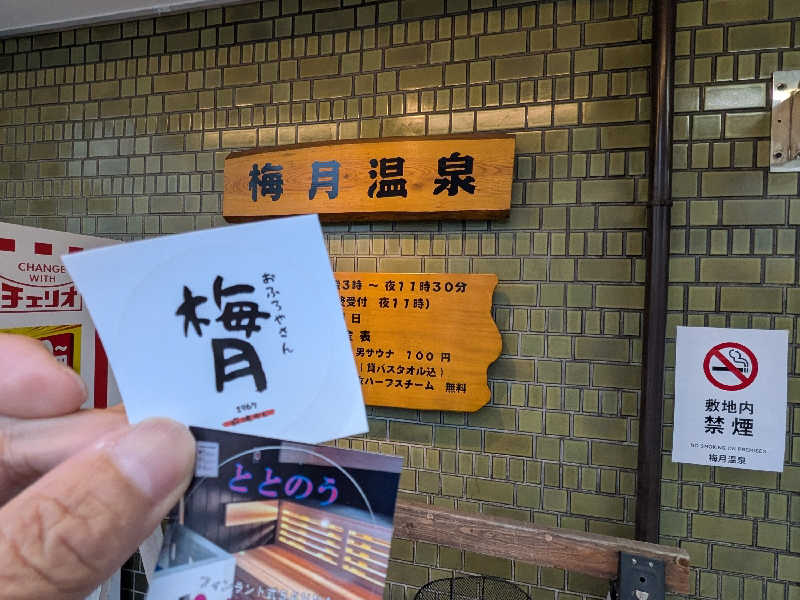 梅月温泉
後3時 ～ 夜11時30分
受付 夜11時)
日
表
男サウナ 100円
(貸バスタオル込)
ハーフスチーム 無料
CHANGE
WITH
チェリオ
おふろやさん
梅月
1967
ととのう
フィンランド式
敷地内
禁煙
NO SMOKING ON PREMISES
梅月温泉